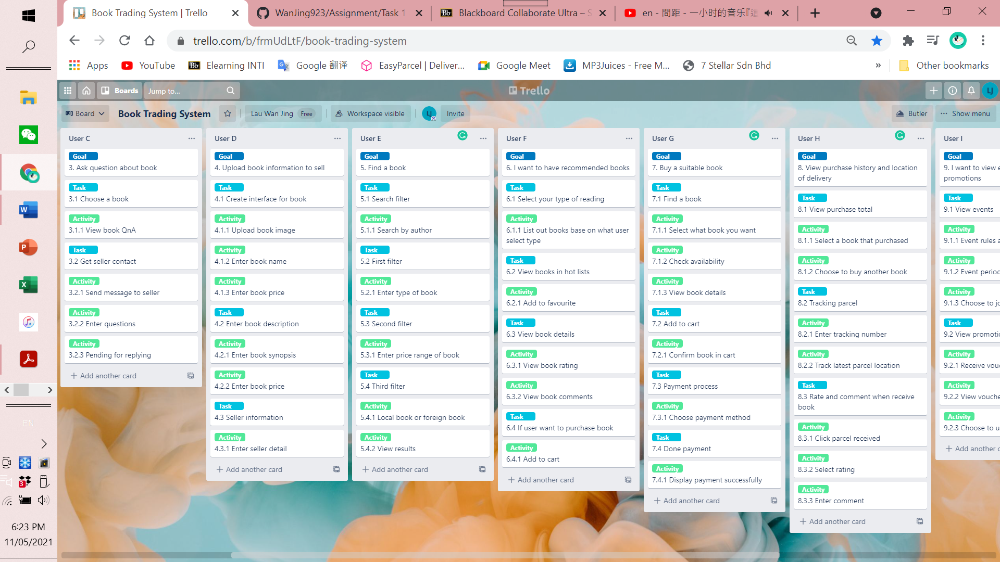 Book Trading System | Trello
WanJing923/Assignment/Task 1
Blackboard Collaborate Ultra – S
en - 間距 - 一小时的音乐『這
trello.com/b/frmUdLtF/book-trading-system
Apps
YouTube
Elearning INTI
Google 翻译
EasyParcel | Deliver...
Google Meet
MP3Juices - Free M...
7 Stellar Sdn Bhd
»
Other bookmarks
Boards
Jump to...
Trello
LJ
Board
Book Trading System
Lau Wan Jing Free
Workspace visible
LJ
Invite
Butler
Show menu
User C
Goal
3. Ask question about book
Task
3.1 Choose a book
Activity
3.1.1 View book QnA
Task
3.2 Get seller contact
Activity
3.2.1 Send message to seller
Activity
3.2.2 Enter questions
Activity
3.2.3 Pending for replying
+ Add another card
User D
Goal
4. Upload book information to sell
Task
4.1 Create interface for book
Activity
4.1.1 Upload book image
Activity
4.1.2 Enter book name
Activity
4.1.3 Enter book price
Task
4.2 Enter book description
Activity
4.2.1 Enter book synopsis
Activity
4.2.2 Enter book price
Task
4.3 Seller information
Activity
4.3.1 Enter seller detail
+ Add another card
User E
Goal
5. Find a book
Task
5.1 Search filter
Activity
5.1.1 Search by author
Task
5.2 First filter
Activity
5.2.1 Enter type of book
Task
5.3 Second filter
Activity
5.3.1 Enter price range of book
Task
5.4 Third filter
Activity
5.4.1 Local book or foreign book
Activity
5.4.2 View results
+ Add another card
User F
Goal
6. I want to have recommended books
Task
6.1 Select your type of reading
Activity
6.1.1 List out books base on what user
select type
Task
6.2 View books in hot lists
Activity
6.2.1 Add to favourite
Task
6.3 View book details
Activity
6.3.1 View book rating
Activity
6.3.2 View book comments
Task
6.4 If user want to purchase book
Activity
6.4.1 Add to cart
+ Add another card
User G
Goal
7. Buy a suitable book
Task
7.1 Find a book
Activity
7.1.1 Select what book you want
Activity
7.1.2 Check availability
Activity
7.1.3 View book details
Task
7.2 Add to cart
Activity
7.2.1 Confirm book in cart
Task
7.3 Payment process
Activity
7.3.1 Choose payment method
Task
7.4 Done payment
Activity
7.4.1 Display payment successfully
+ Add another card
User H
Goal
8. View purchase history and location
of delivery
Task
8.1 View purchase total
Activity
8.1.1 Select a book that purchased
Activity
8.1.2 Choose to buy another book
Task
8.2 Tracking parcel
Activity
8.2.1 Enter tracking number
Activity
8.2.2 Track latest parcel location
Task
8.3 Rate and comment when receive
book
Activity
8.3.1 Click parcel received
Activity
8.3.2 Select rating
Activity
8.3.3 Enter comment
+ Add another card
User I
Goal
9. I want to view e
promotions
Task
9.1 View events
Activity
9.1.1 Event rules a
Activity
9.1.2 Event period
Activity
9.1.3 Choose to jo
Task
9.2 View promotic
Activity
9.2.1 Receive vouc
Activity
9.2.2 View vouche
Activity
9.2.3 Choose to u
+ Add another c
EN
3
6:23 PM
11/05/2021